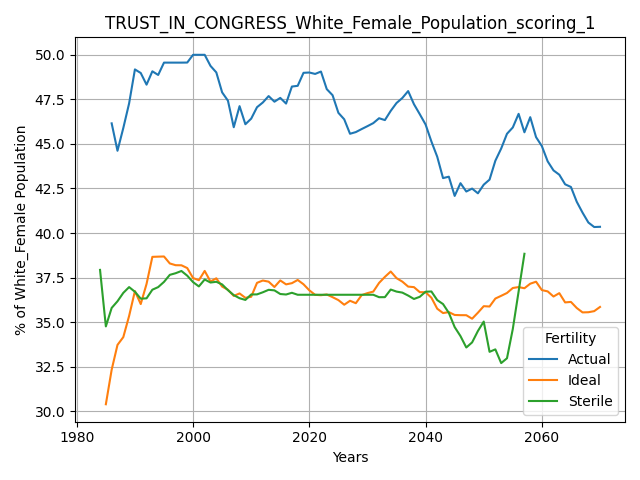 TRUST_IN_CONGRESS_White_Female_Population_scoring_1
% of White_Female Population
50.0
47.5
45.0
42.5
40.0
37.5
35.0
32.5
30.0
1980
2000
2020
2040
2060
Years
Fertility
Actual
Ideal
Sterile